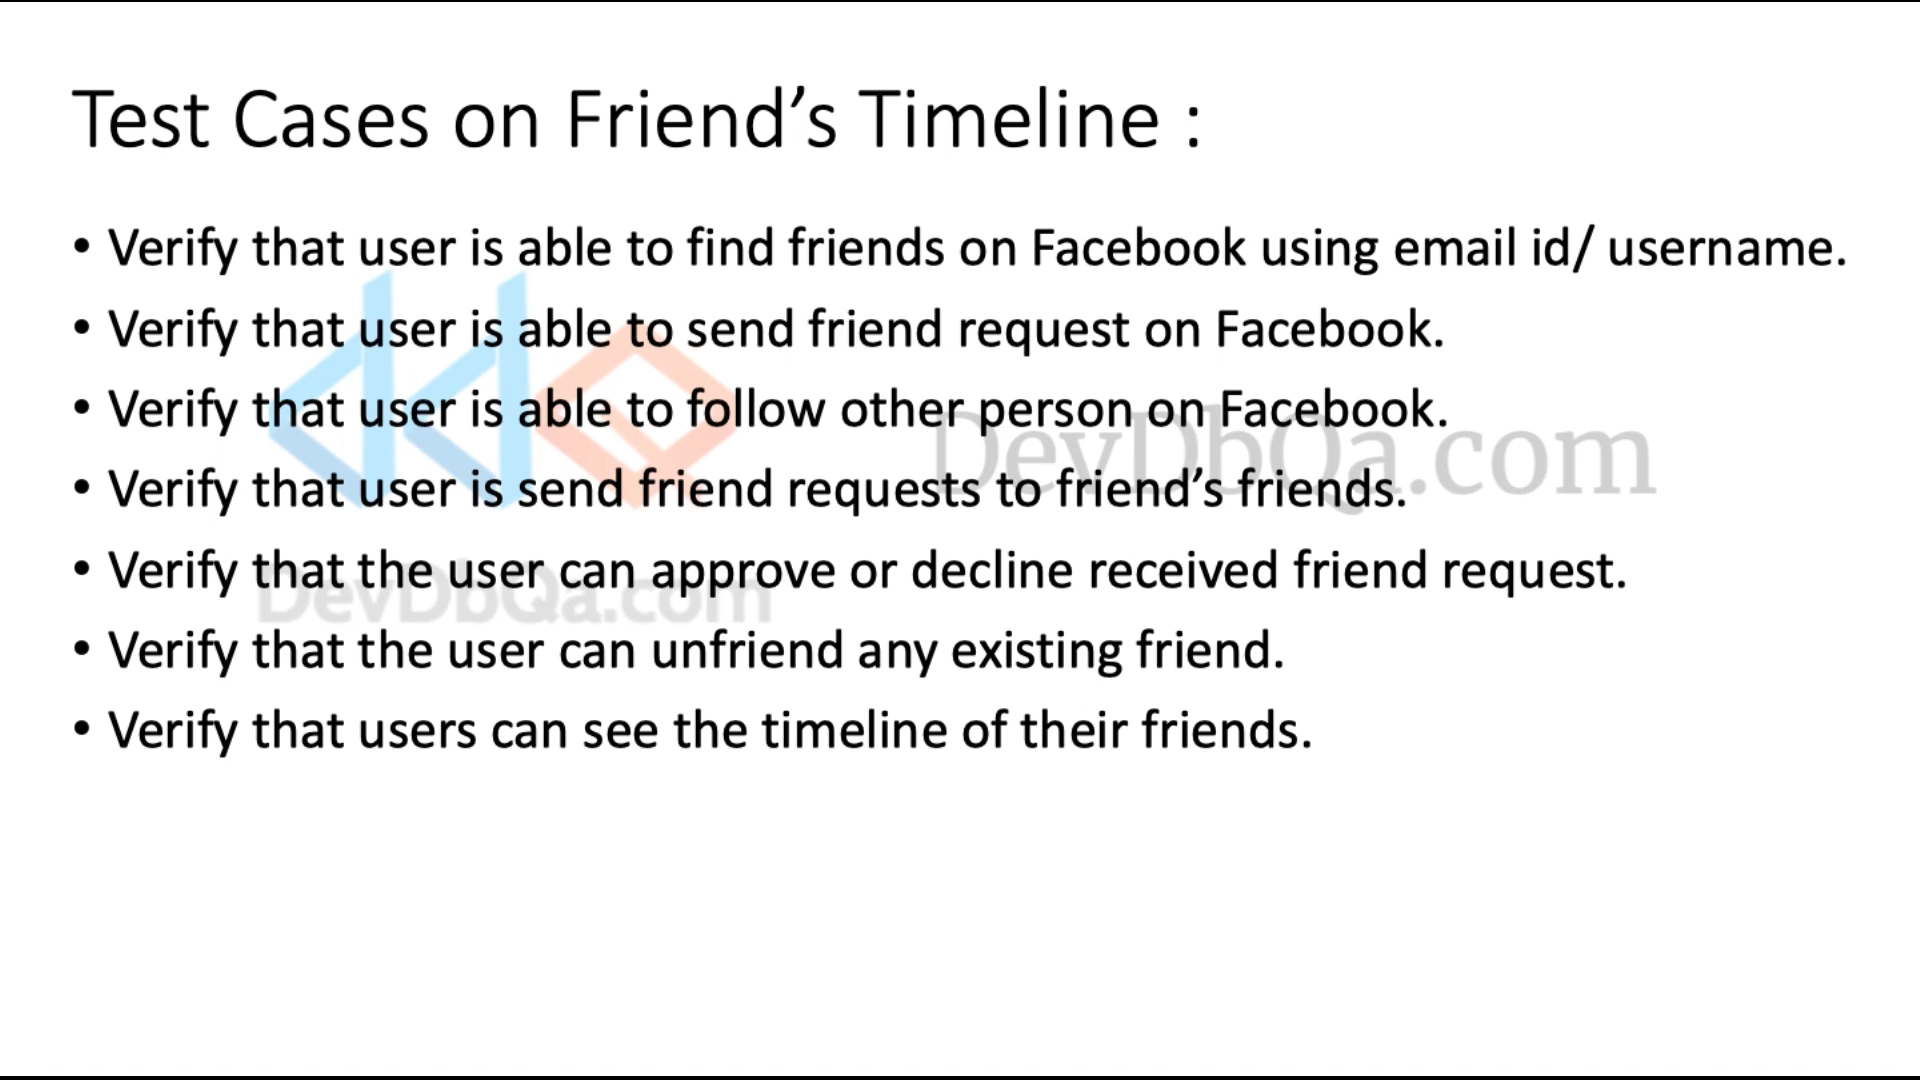 Test Cases on Friend’s Timeline :
• Verify that user is able to find friends on Facebook using email id/ username.
• Verify that user is able to send friend request on Facebook.
• Verify that user is able to follow other person on Facebook.
DevDbQa.com
• Verify that user is send friend requests to friend’s friends.
• Verify that the user can approve or decline received friend request.
DevDbQa.com
• Verify that the user can unfriend any existing friend.
• Verify that users can see the timeline of their friends.